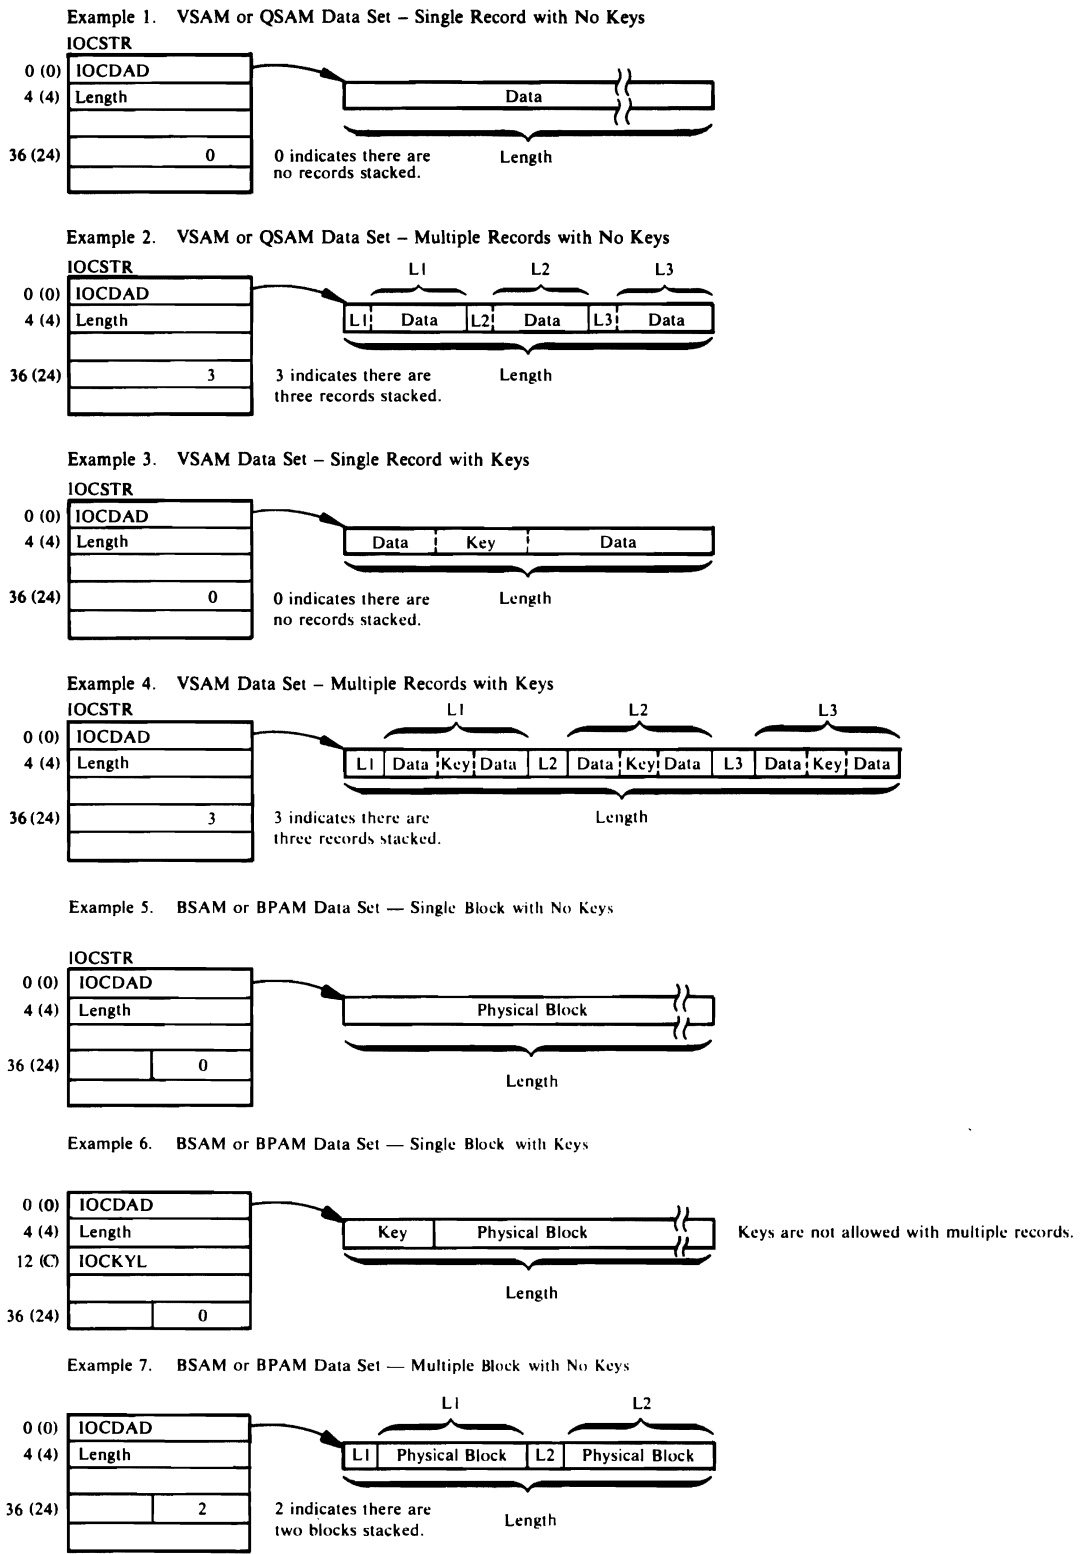 Example 1. VSAM or QSAM Data Set – Single Record with No Keys
IOCSTR
0 (0) IOCDAD
4 (4) Length
Data
36 (24) 0
0 indicates there are
no records stacked.
Length
Example 2. VSAM or QSAM Data Set – Multiple Records with No Keys
IOCSTR
L1 L2 L3
0 (0) IOCDAD
4 (4) Length
L1 Data L2 Data L3 Data
36 (24) 3
3 indicates there are
three records stacked.
Length
Example 3. VSAM Data Set – Single Record with Keys
IOCSTR
0 (0) IOCDAD
4 (4) Length
Data Key Data
36 (24) 0
0 indicates there are
no records stacked.
Length
Example 4. VSAM Data Set – Multiple Records with Keys
IOCSTR
L1 L2 L3
0 (0) IOCDAD
4 (4) Length
L1 Data Key Data L2 Data Key Data L3 Data Key Data
36 (24) 3
3 indicates there are
three records stacked.
Length
Example 5. BSAM or BPAM Data Set — Single Block with No Keys
IOCSTR
0 (0) IOCDAD
4 (4) Length
Physical Block
36 (24) 0
Length
Example 6. BSAM or BPAM Data Set — Single Block with Keys
0 (0) IOCDAD
4 (4) Length
Key Physical Block
Keys are not allowed with multiple records.
12 (C) IOCKYL
Length
36 (24) 0
Example 7. BSAM or BPAM Data Set — Multiple Block with No Keys
L1 L2
0 (0) IOCDAD
4 (4) Length
L1 Physical Block L2 Physical Block
36 (24) 2
2 indicates there are
two blocks stacked.
Length